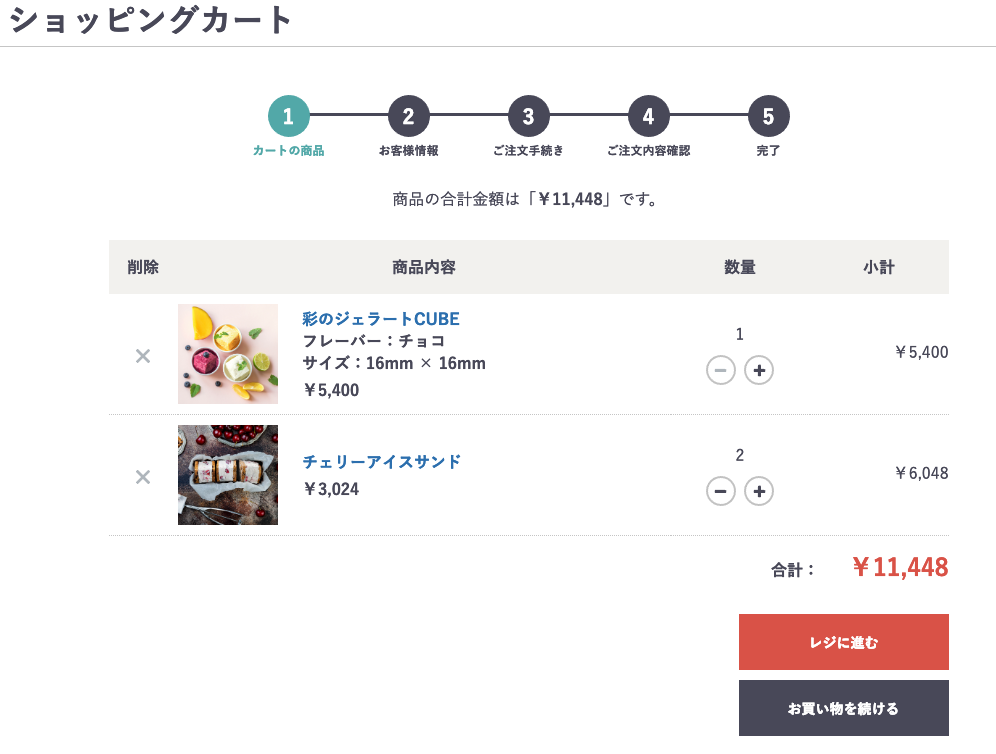 ショッピングカート
1 2 3 4 5
カートの商品 お客様情報 ご注文手続き ご注文内容確認 完了
商品の合計金額は「￥11,448」です。
削除 商品内容 数量 小計
彩のジェラートCUBE
フレーバー：チョコ
サイズ：16mm × 16mm
￥5,400
1
￥5,400
チェリーアイスサンド
￥3,024
2
￥6,048
合計： ￥11,448
レジに進む
お買い物を続ける